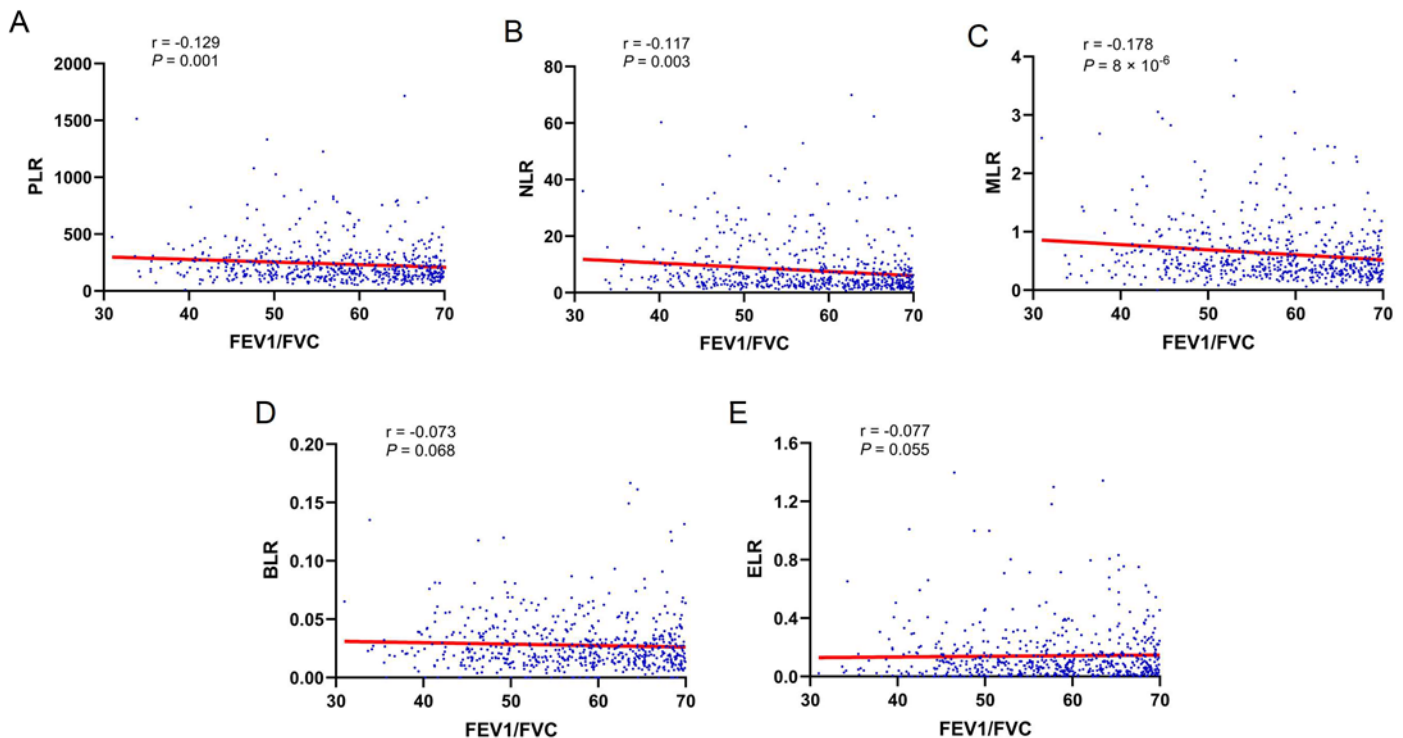 A
r = -0.129
P = 0.001
2000
1500
1000
500
0
PLR
30
40
50
60
70
FEV1/FVC
B
r = -0.117
P = 0.003
80
60
40
20
0
NLR
30
40
50
60
70
FEV1/FVC
C
r = -0.178
P = 8 × 10⁻⁶
4
3
2
1
0
MLR
30
40
50
60
70
FEV1/FVC
D
r = -0.073
P = 0.068
0.20
0.15
0.10
0.05
0.00
BLR
30
40
50
60
70
FEV1/FVC
E
r = -0.077
P = 0.055
1.6
1.2
0.8
0.4
0.0
ELR
30
40
50
60
70
FEV1/FVC